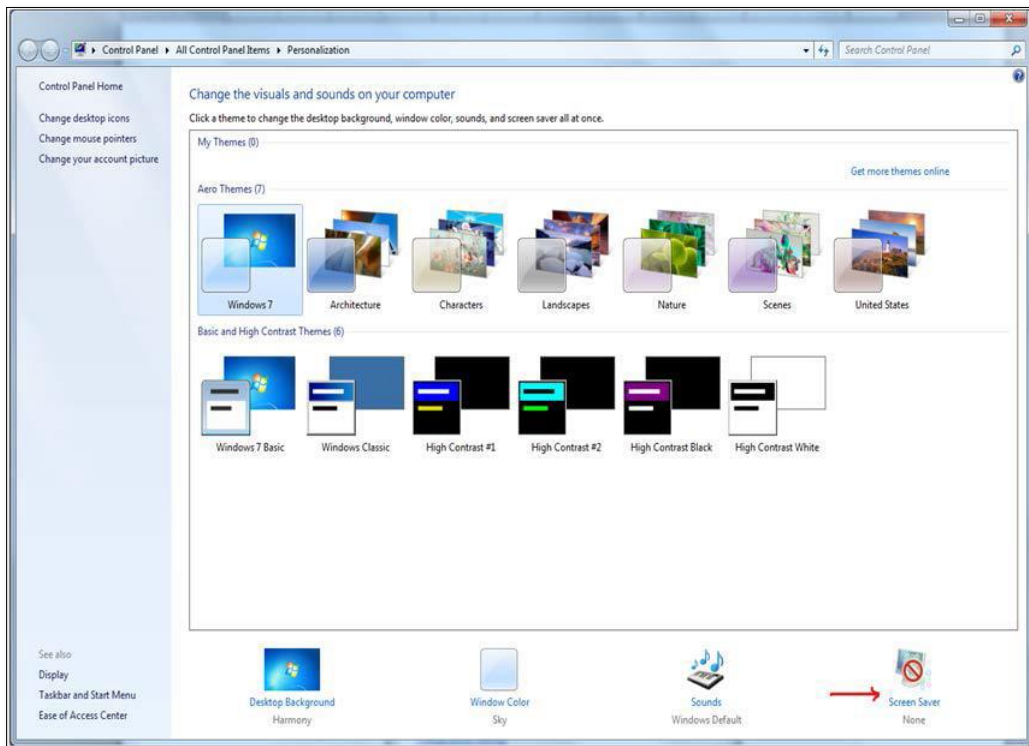 Control Panel ▸ All Control Panel Items ▸ Personalization
Search Control Panel
Control Panel Home
Change desktop icons
Change mouse pointers
Change your account picture
Change the visuals and sounds on your computer
Click a theme to change the desktop background, window color, sounds, and screen saver all at once.
My Themes (0)
Get more themes online
Aero Themes (7)
Windows 7 Architecture Characters Landscapes Nature Scenes United States
Basic and High Contrast Themes (6)
Windows 7 Basic Windows Classic High Contrast #1 High Contrast #2 High Contrast Black High Contrast White
See also
Display
Taskbar and Start Menu
Ease of Access Center
Desktop Background Window Color Sounds Screen Saver
Harmony Sky Windows Default None